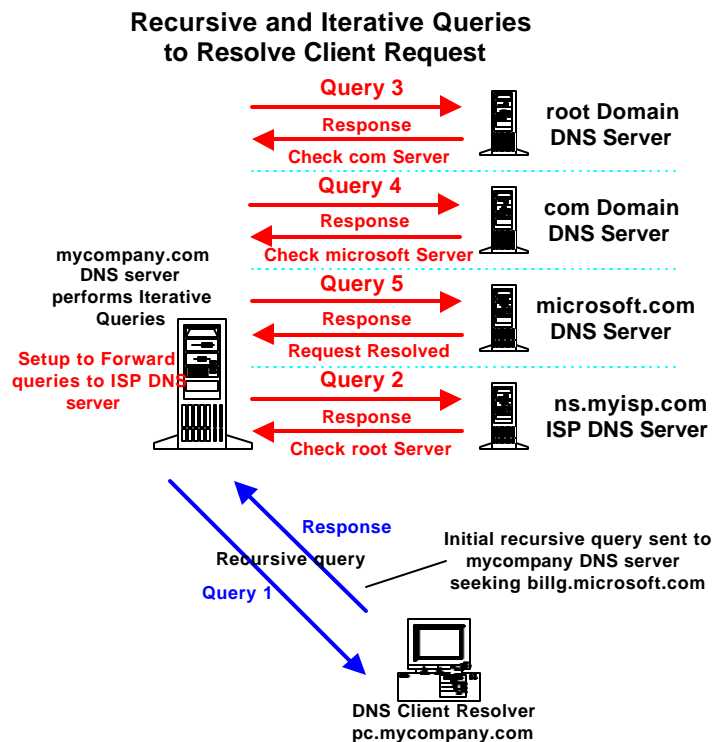 Recursive and Iterative Queries
to Resolve Client Request
Query 3
Response
Check com Server
root Domain
DNS Server
Query 4
Response
Check microsoft Server
com Domain
DNS Server
mycompany.com
DNS server
performs Iterative
Queries
Setup to Forward
queries to ISP DNS
server
Query 5
Response
Request Resolved
microsoft.com
DNS Server
Query 2
Response
Check root Server
ns.myisp.com
ISP DNS Server
Response
Recursive query
Query 1
Initial recursive query sent to
mycompany DNS server
seeking billg.microsoft.com
DNS Client Resolver
pc.mycompany.com